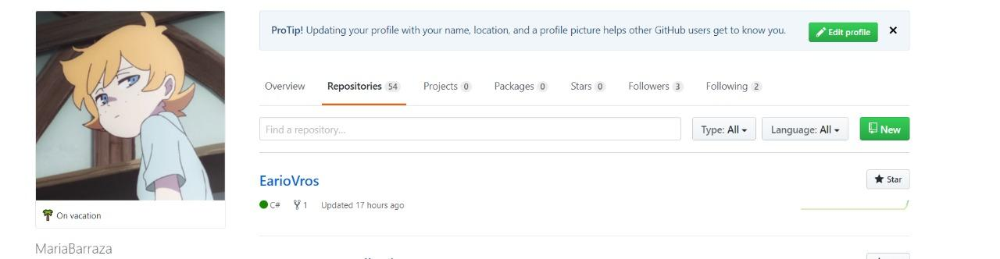 ProTip! Updating your profile with your name, location, and a profile picture helps other GitHub users get to know you.
Edit profile
Overview Repositories 54 Projects 0 Packages 0 Stars 0 Followers 3 Following 2
Find a repository...
Type: All
Language: All
New
EarioVros
Star
C# 1 Updated 17 hours ago
On vacation
MariaBarraza